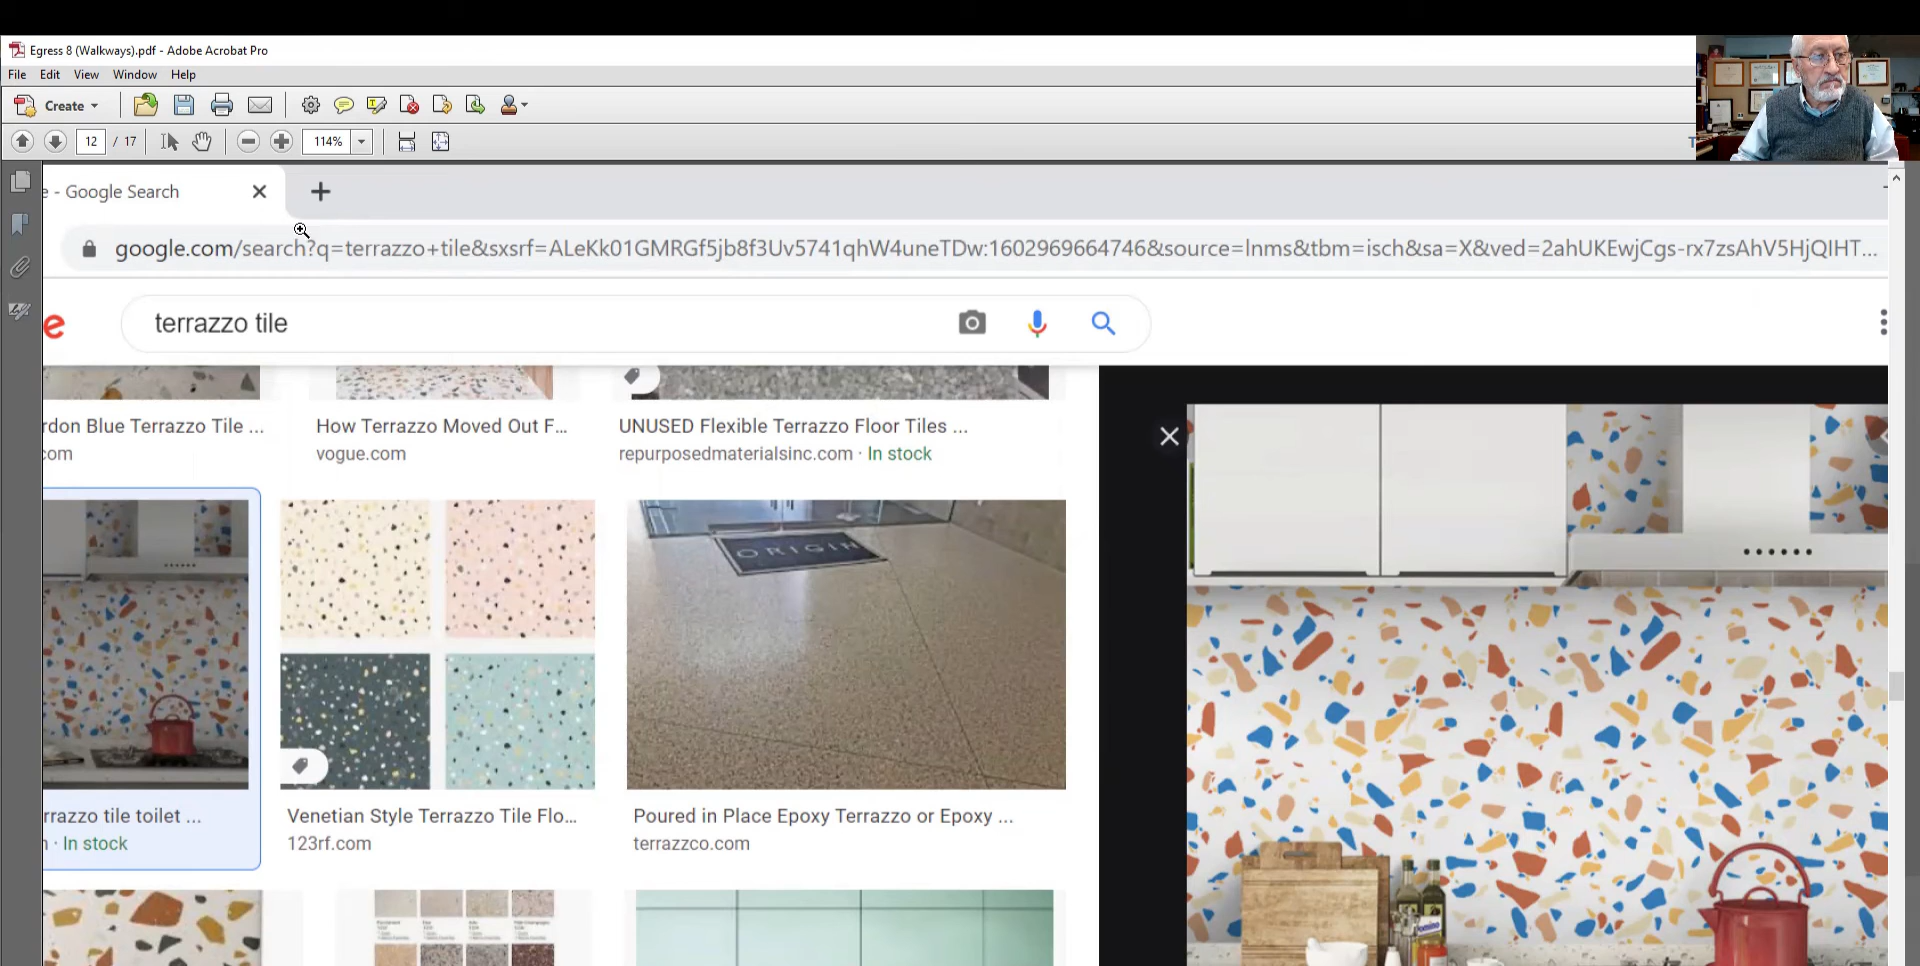 Egress 8 (Walkways).pdf - Adobe Acrobat Pro
File Edit View Window Help
Create
12 / 17 114%
e - Google Search
google.com/search?q=terrazzo+tile&sxsrf=ALeKk01GMRGf5jb8f3Uv5741qhW4uneTDw:1602969664746&source=lnms&tbm=isch&sa=X&ved=2ahUKEwjCgs-rx7zsAhV5HjQIHT...
e terrazzo tile
rdon Blue Terrazzo Tile ... How Terrazzo Moved Out F... UNUSED Flexible Terrazzo Floor Tiles ...
com vogue.com repurposedmaterialsinc.com · In stock
ORIGIN
rrazzo tile toilet ... Venetian Style Terrazzo Tile Flo... Poured in Place Epoxy Terrazzo or Epoxy ...
· In stock 123rf.com terrazzco.com